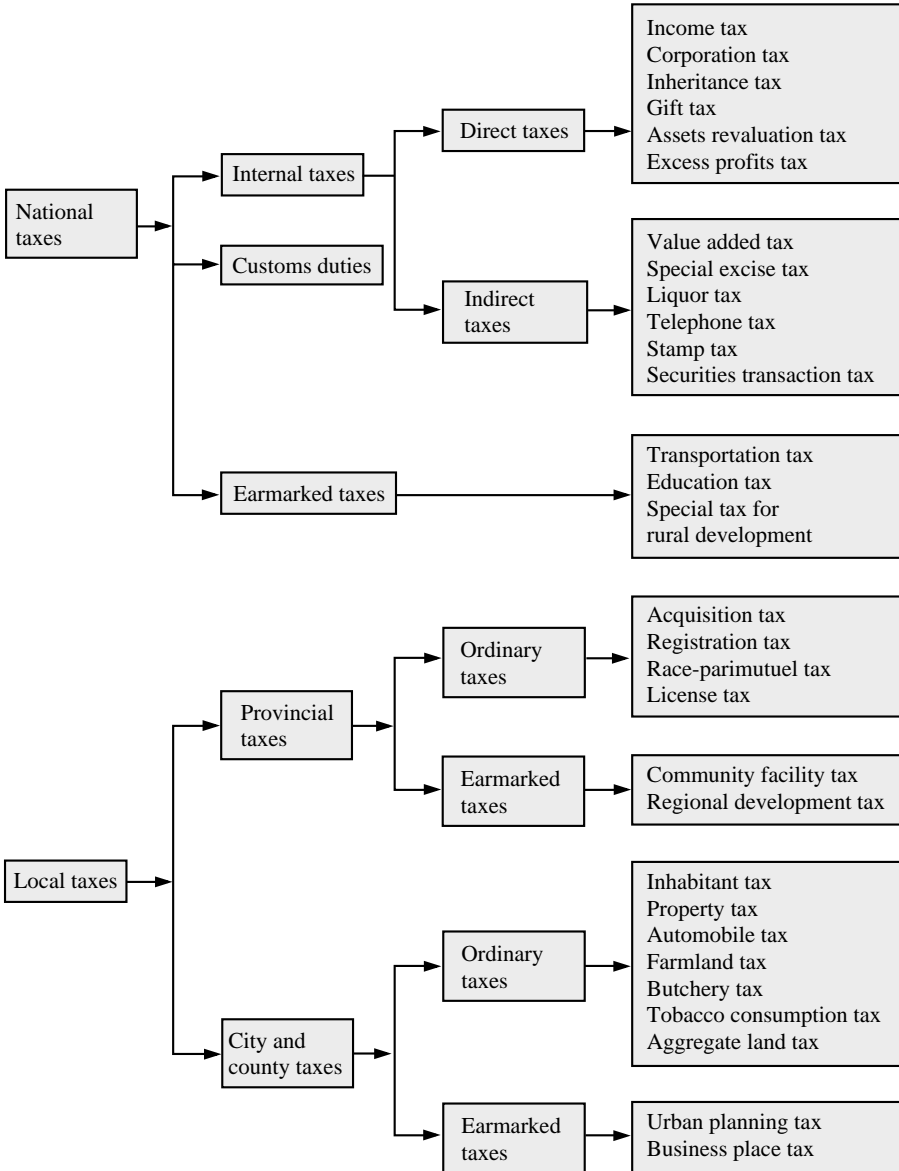 National
taxes
Internal taxes
Customs duties
Earmarked taxes
Direct taxes
Indirect
taxes
Income tax
Corporation tax
Inheritance tax
Gift tax
Assets revaluation tax
Excess profits tax
Value added tax
Special excise tax
Liquor tax
Telephone tax
Stamp tax
Securities transaction tax
Transportation tax
Education tax
Special tax for
rural development
Local taxes
Provincial
taxes
Ordinary
taxes
Acquisition tax
Registration tax
Race-parimutuel tax
License tax
Earmarked
taxes
Community facility tax
Regional development tax
City and
county taxes
Ordinary
taxes
Inhabitant tax
Property tax
Automobile tax
Farmland tax
Butchery tax
Tobacco consumption tax
Aggregate land tax
Earmarked
taxes
Urban planning tax
Business place tax